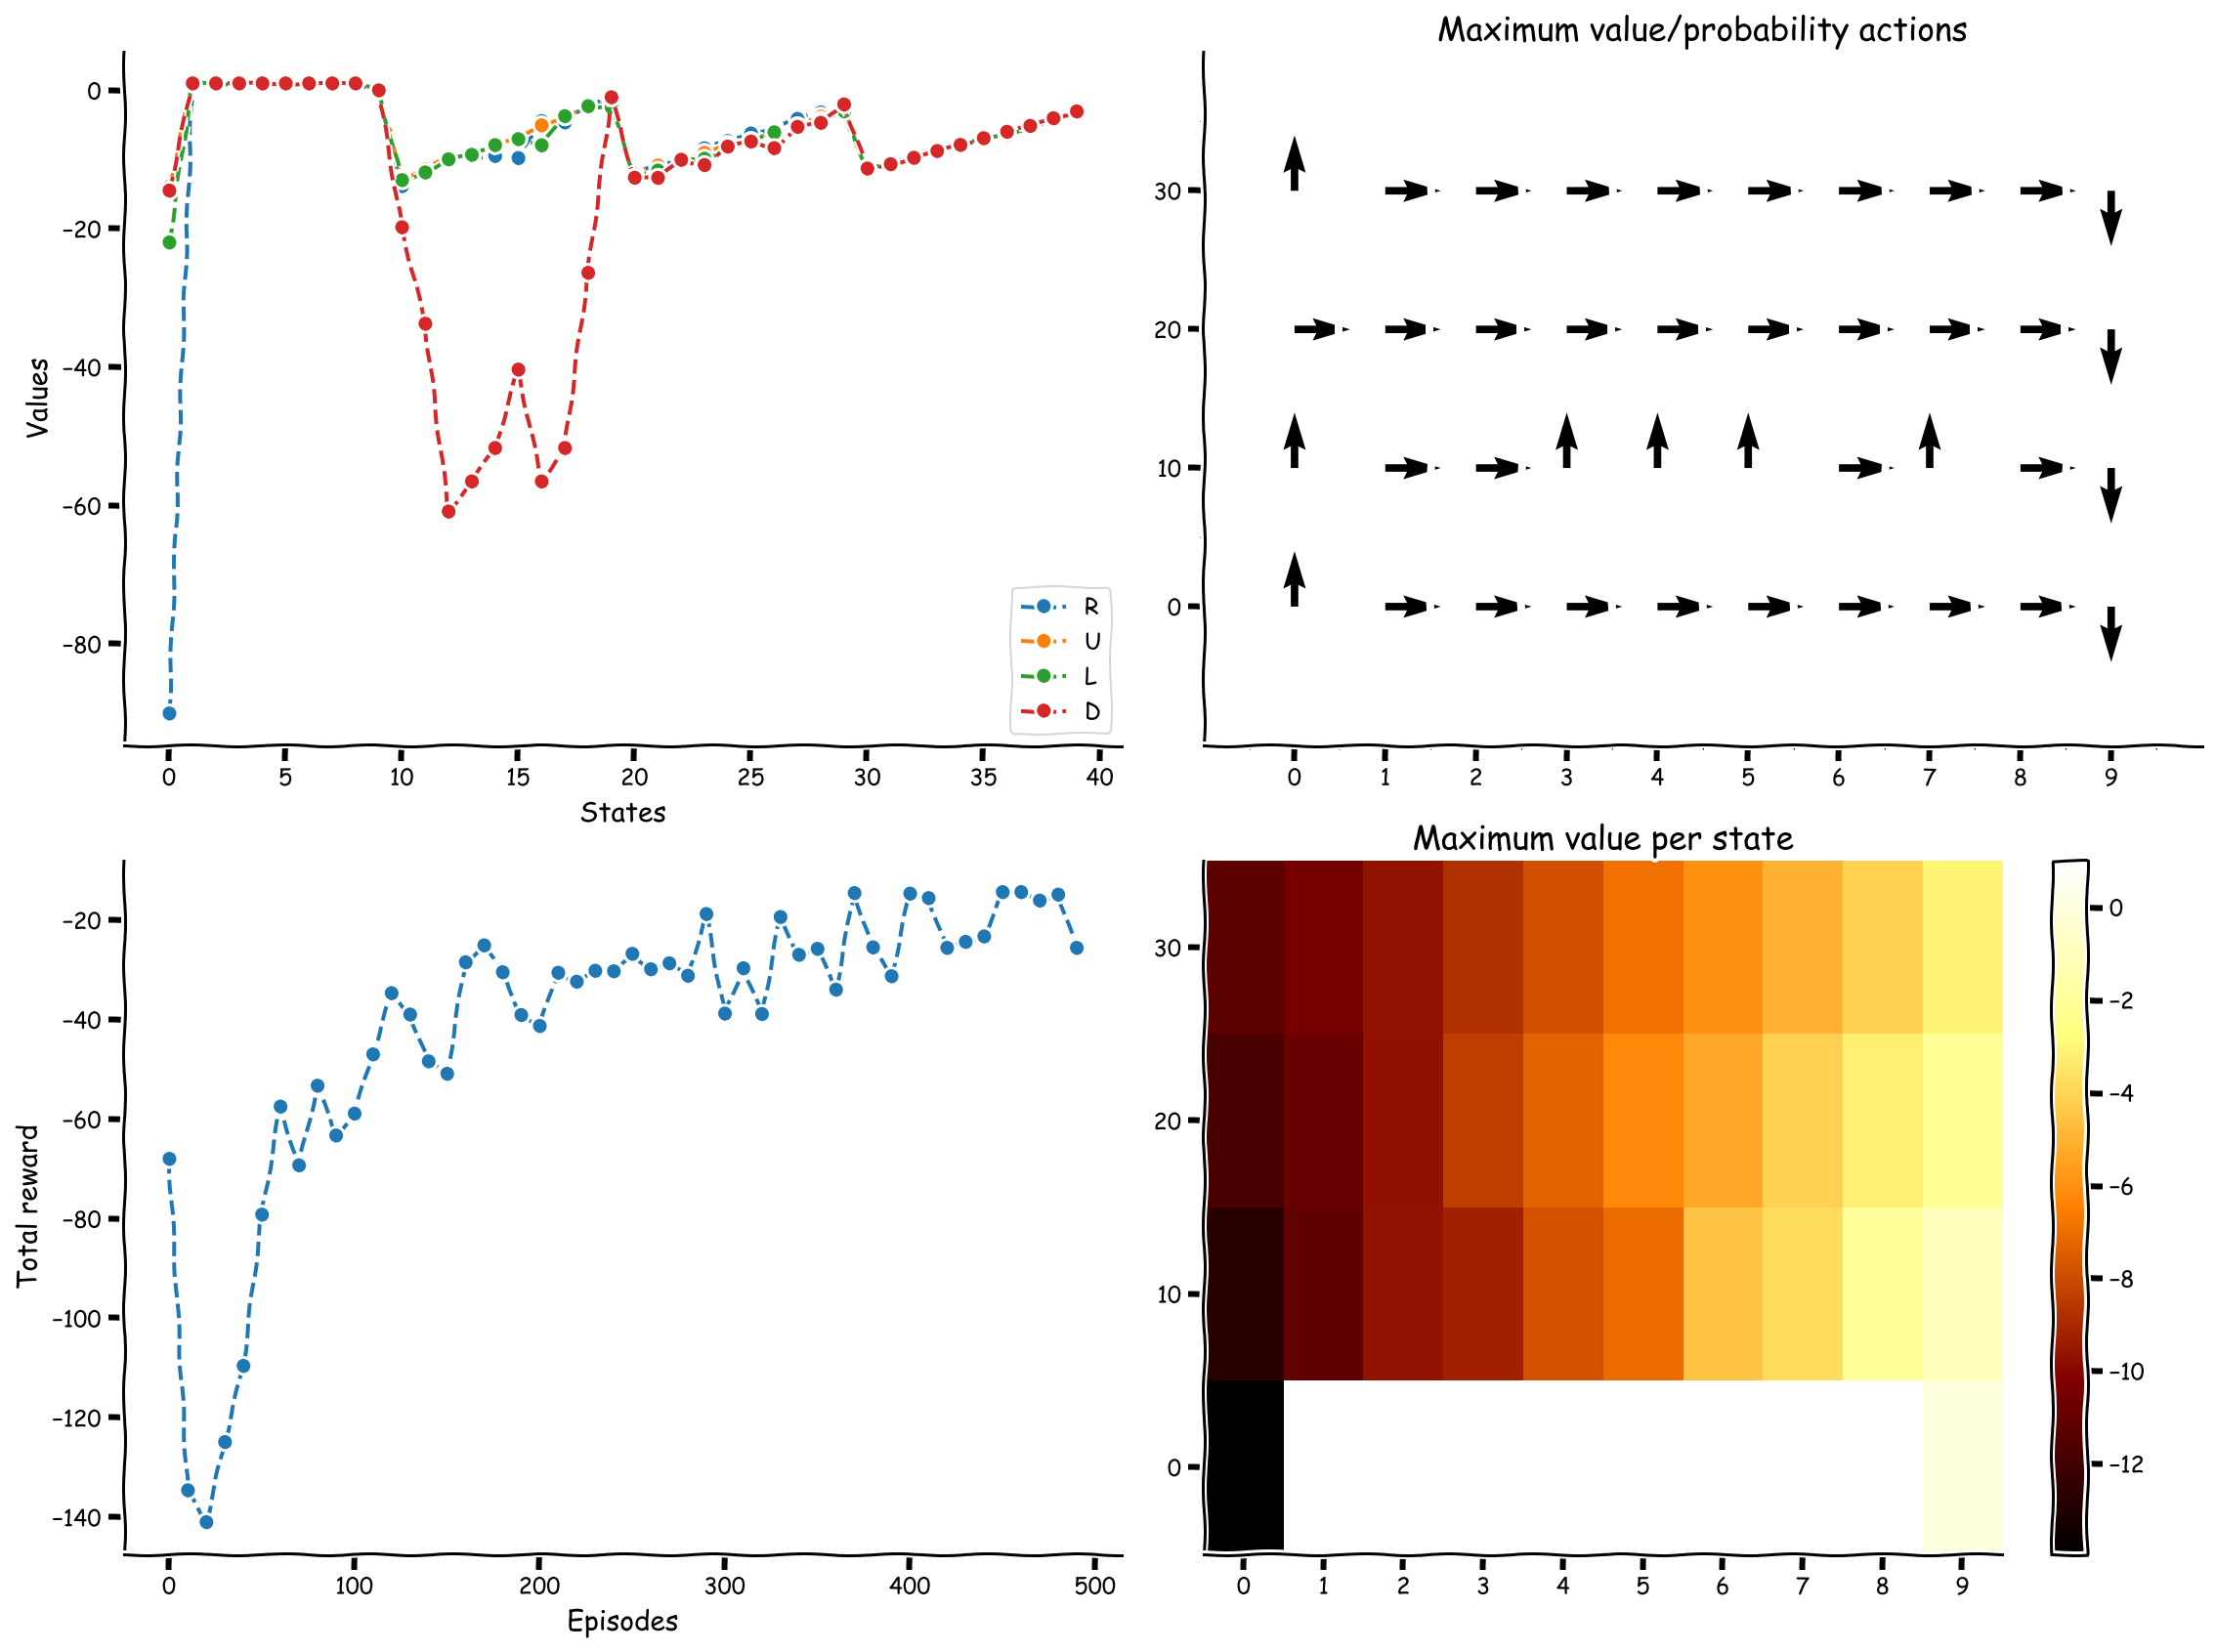 0
-20
-40
-60
-80
Values
0 5 10 15 20 25 30 35 40
States
R
U
L
D
Maximum value/probability actions
30
20
10
0
0 1 2 3 4 5 6 7 8 9
-20
-40
-60
-80
-100
-120
-140
Total reward
0 100 200 300 400 500
Episodes
Maximum value per state
30
20
10
0
0 1 2 3 4 5 6 7 8 9
0
-2
-4
-6
-8
-10
-12